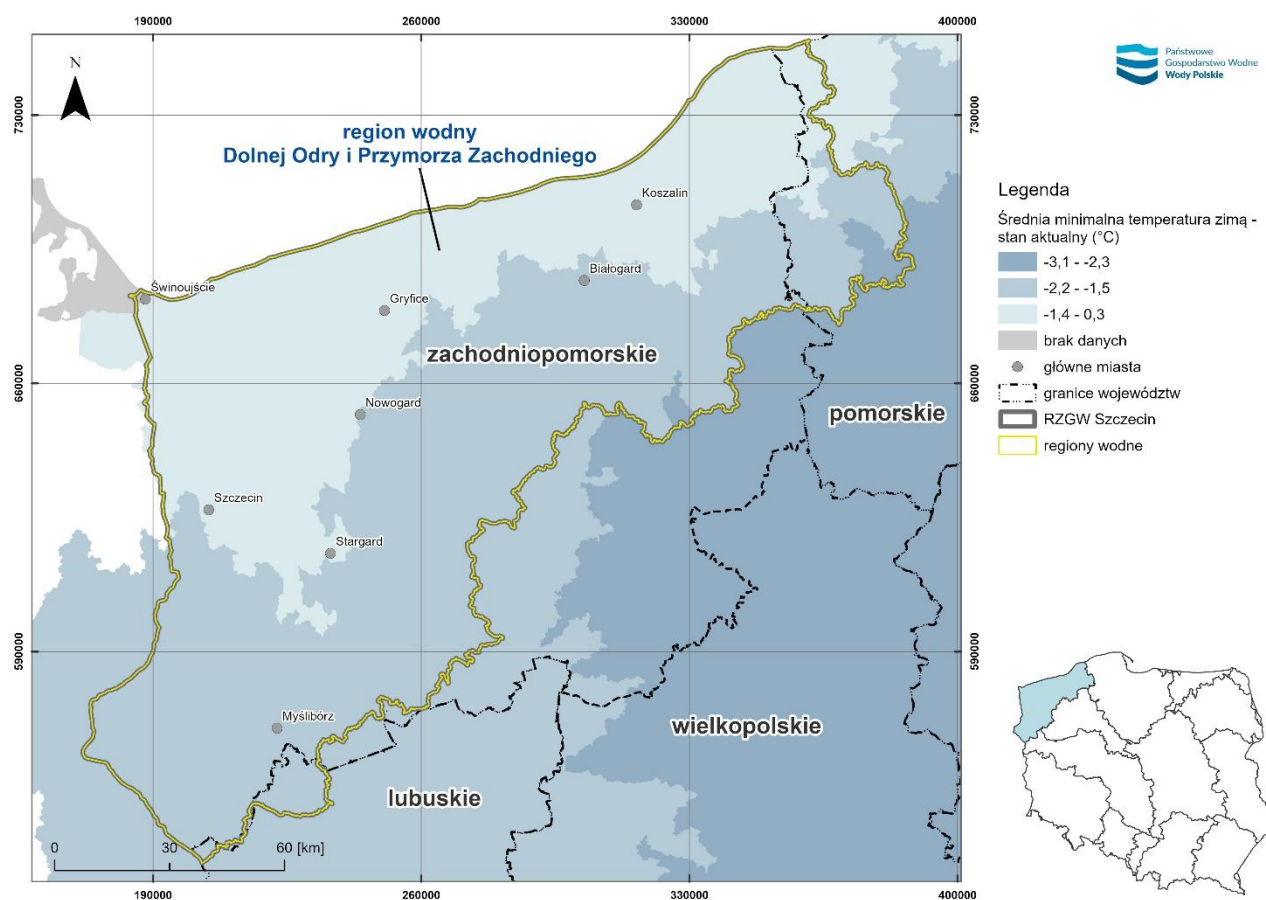 190000
260000
330000
400000
N
Państwowe
Gospodarstwo Wodne
Wody Polskie
730000
730000
region wodny
Dolnej Odry i Przymorza Zachodniego
Koszalin
Legenda
Średnia minimalna temperatura zimą -
stan aktualny (°C)
-3,1 - -2,3
-2,2 - -1,5
-1,4 - 0,3
brak danych
główne miasta
granice województw
RZGW Szczecin
regiony wodne
Białogard
Świnoujście
Gryfice
zachodniopomorskie
660000
660000
Nowogard
pomorskie
Szczecin
Stargard
590000
590000
Myślibórz
wielkopolskie
lubuskie
0
30
60 [km]
190000
260000
330000
400000